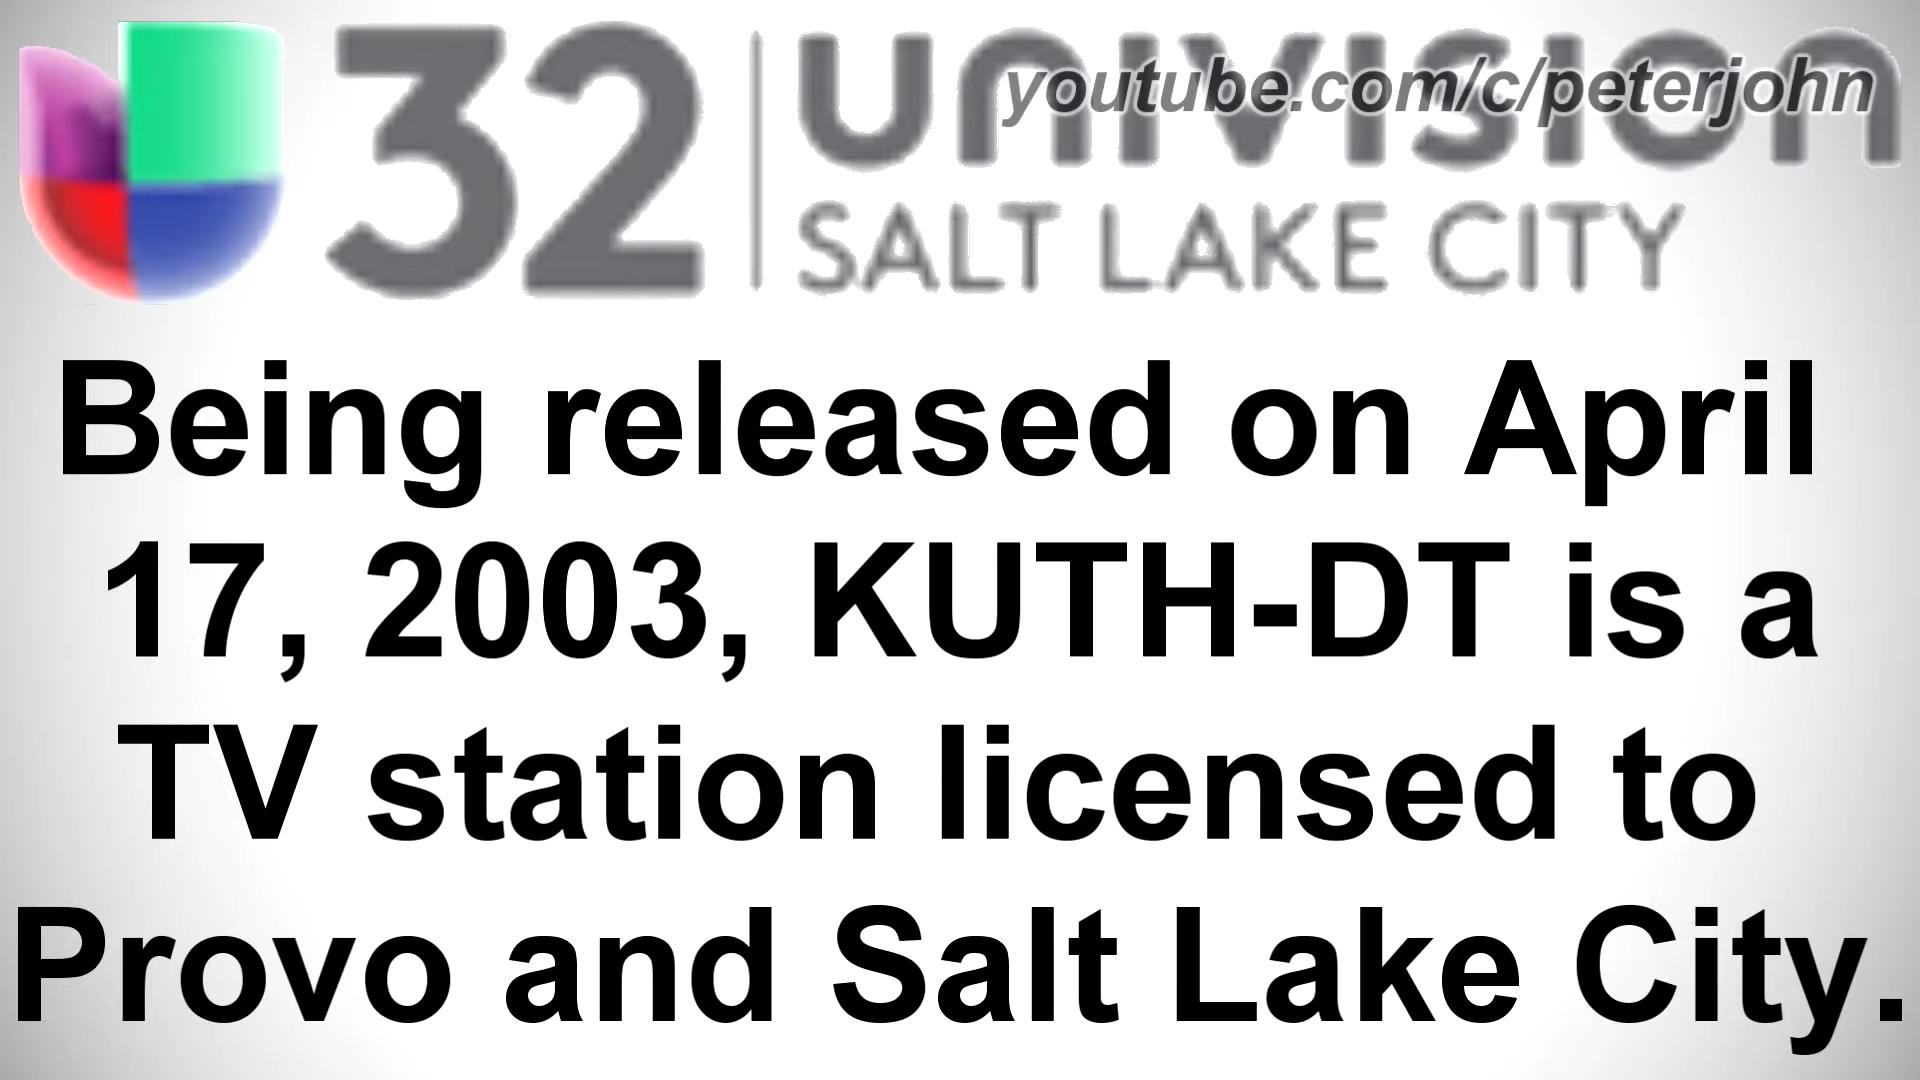 32 UNIVISION
youtube.com/c/peterjohn
SALT LAKE CITY
Being released on April
17, 2003, KUTH-DT is a
TV station licensed to
Provo and Salt Lake City.